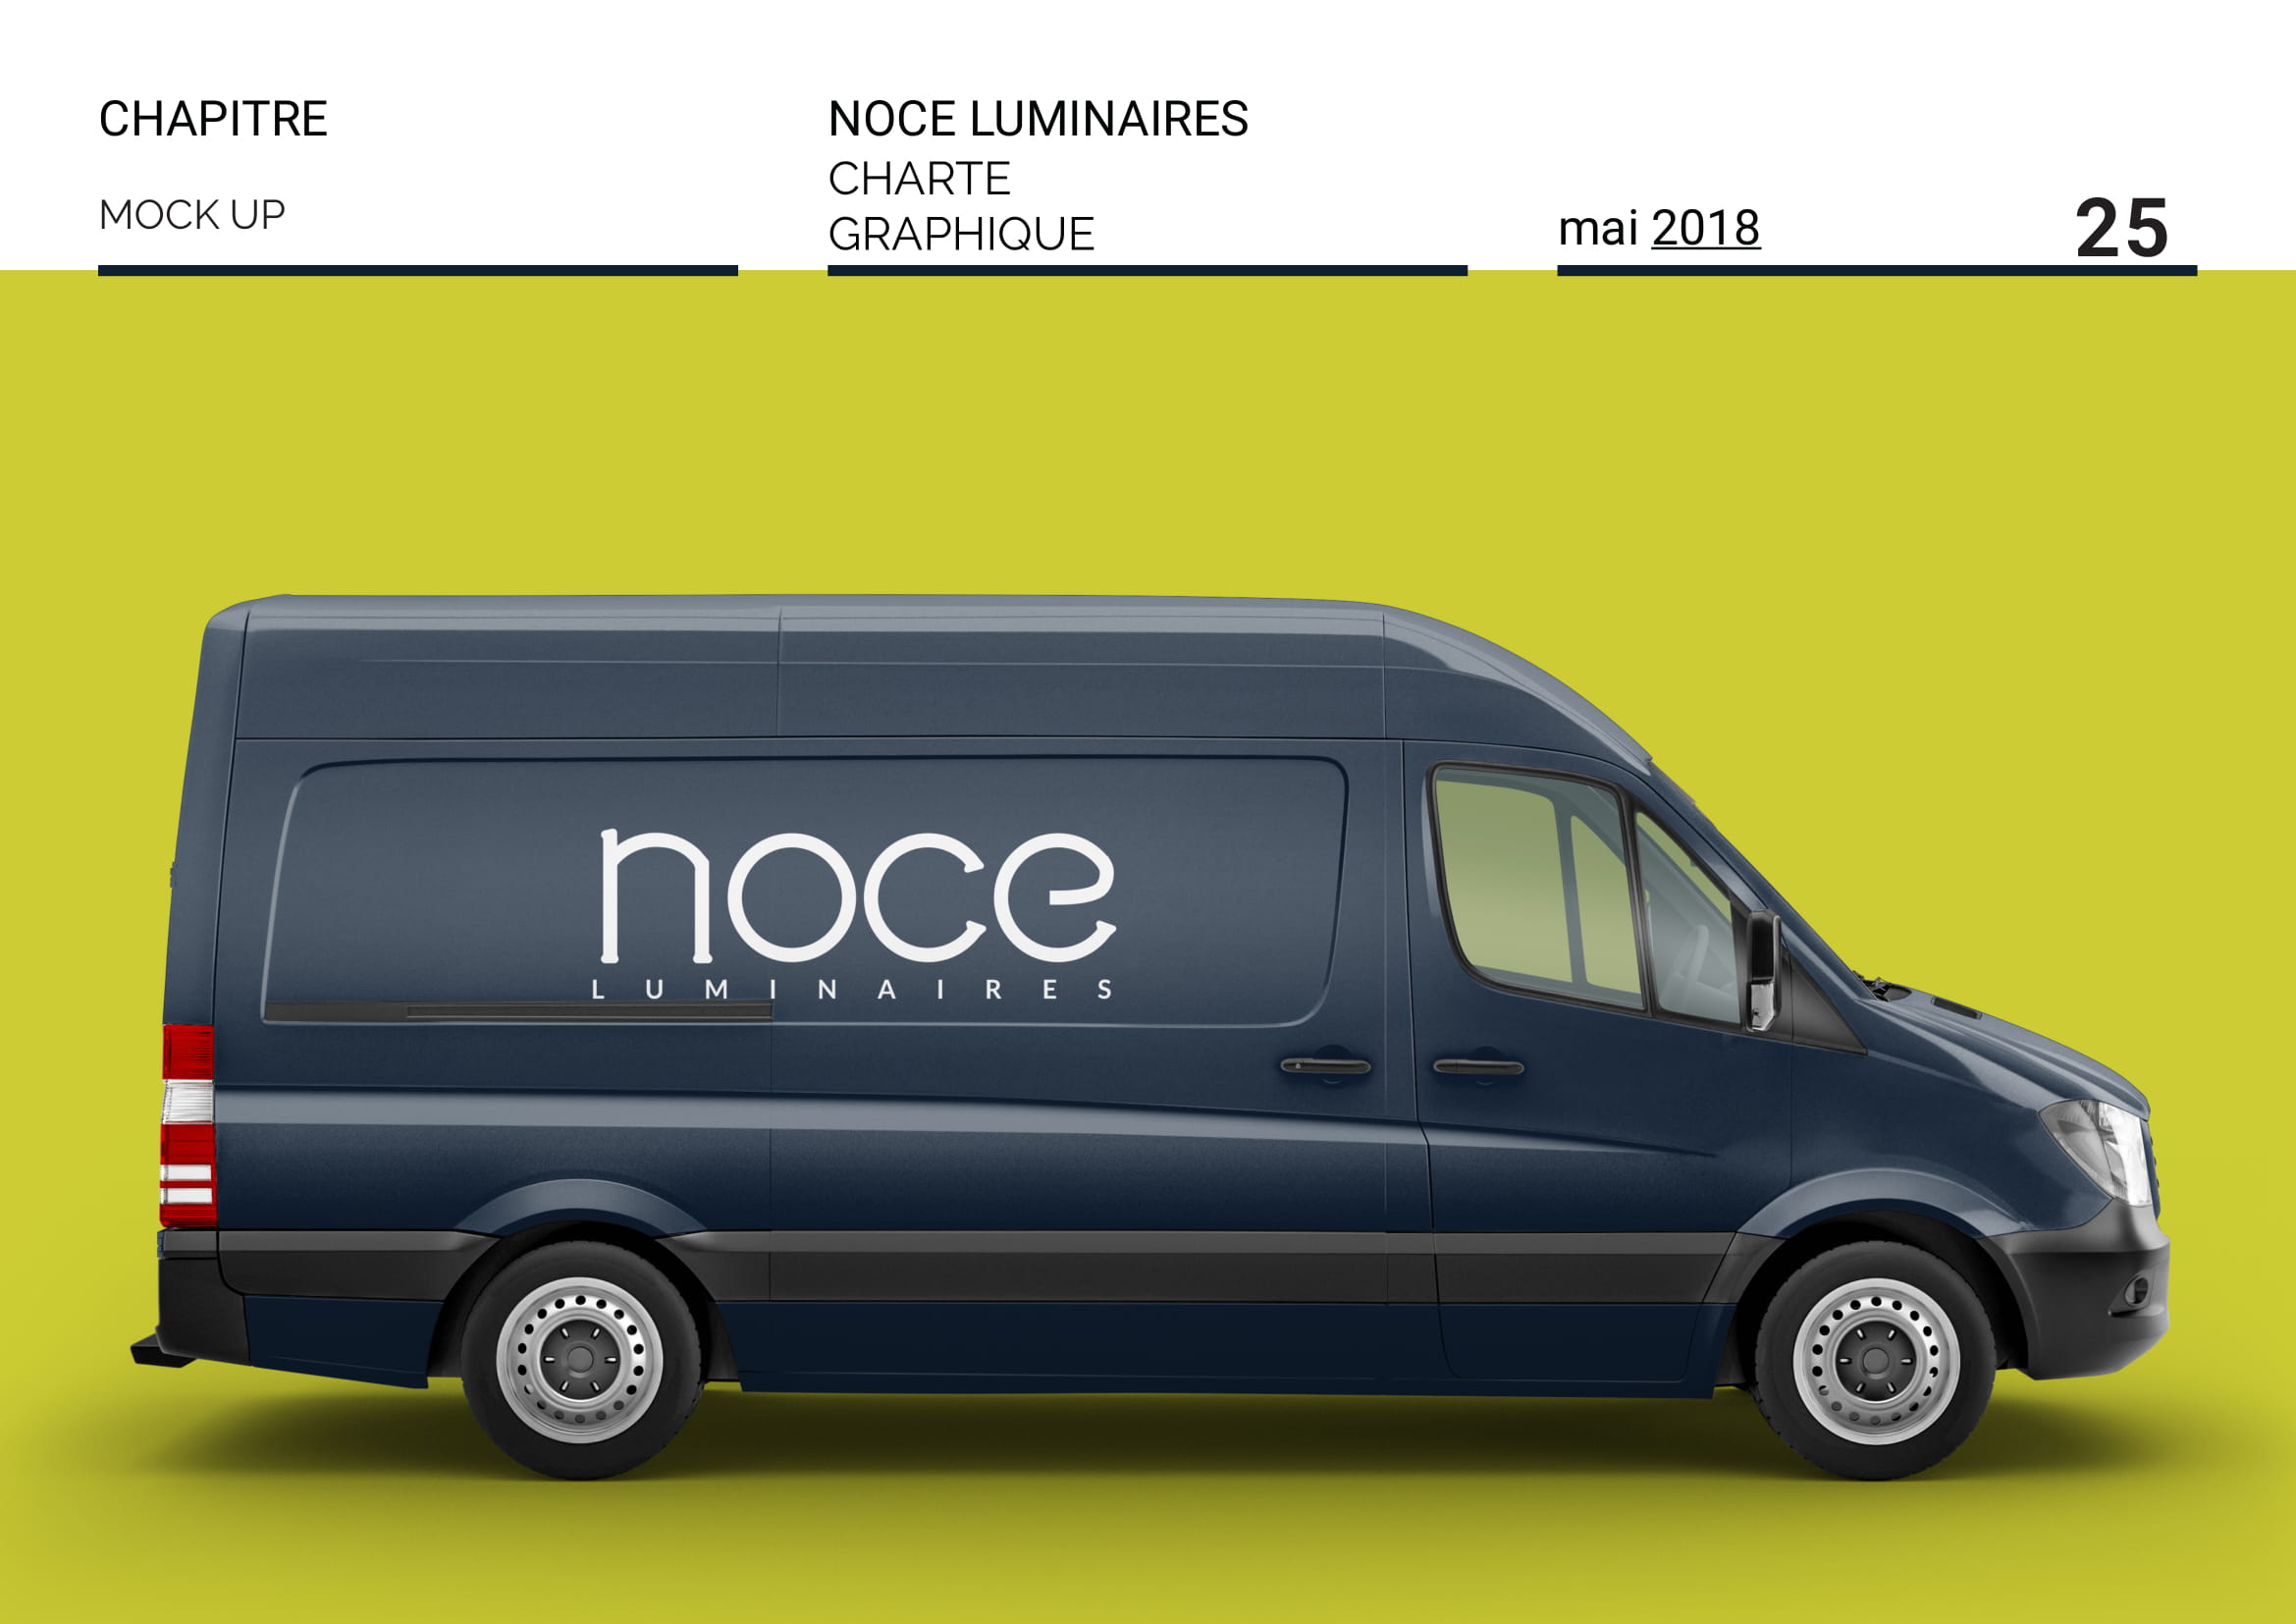 CHAPITRE
MOCK UP
NOCE LUMINAIRES
CHARTE
GRAPHIQUE
mai 2018
25
noce
LUMINAIRES